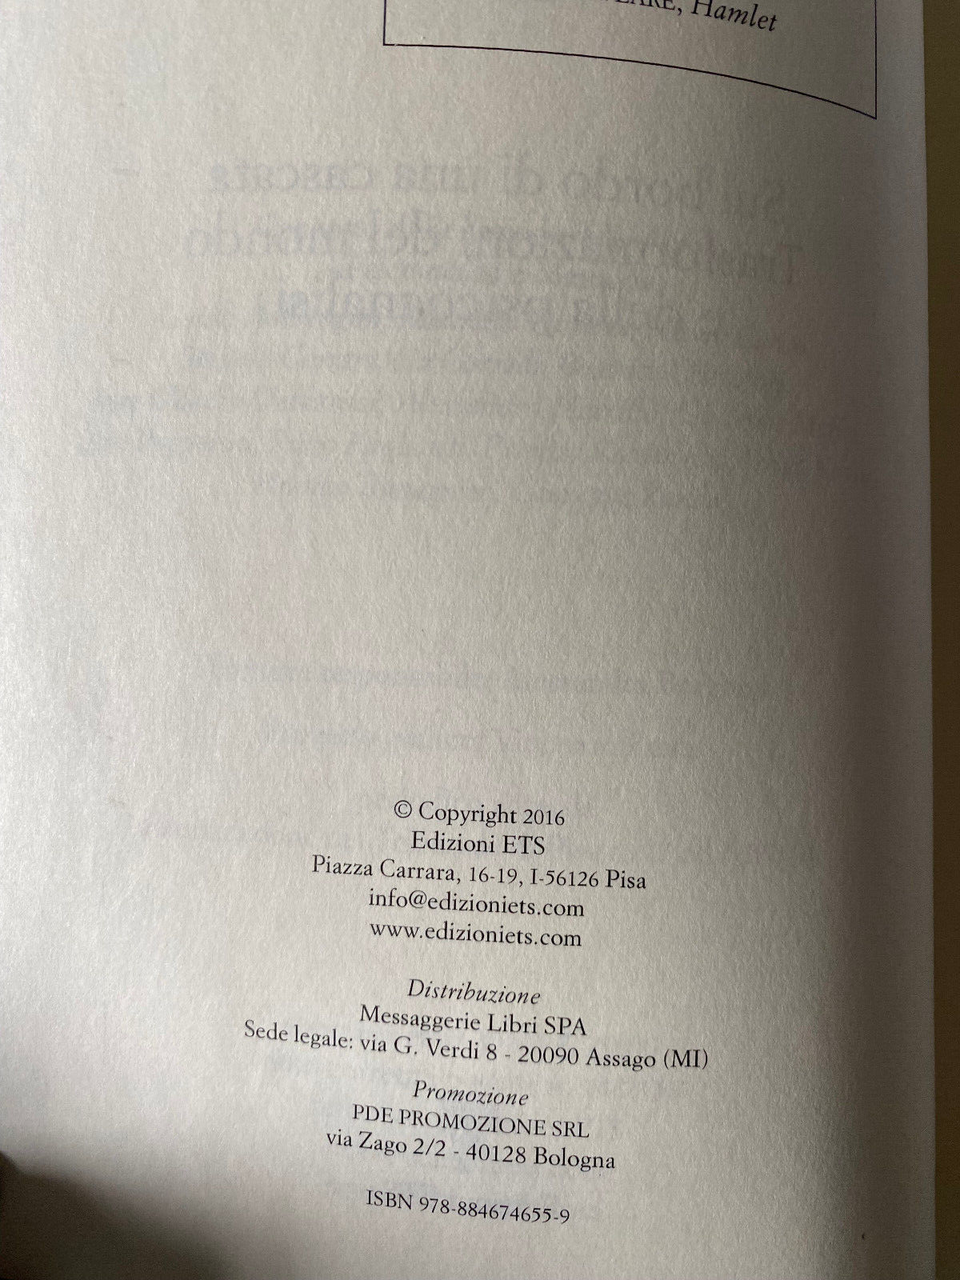 Hamlet
© Copyright 2016
Edizioni ETS
Piazza Carrara, 16-19, I-56126 Pisa
info@edizioniets.com
www.edizioniets.com
Distribuzione
Messaggerie Libri SPA
Sede legale: via G. Verdi 8 - 20090 Assago (MI)
Promozione
PDE PROMOZIONE SRL
via Zago 2/2 - 40128 Bologna
ISBN 978-884674655-9